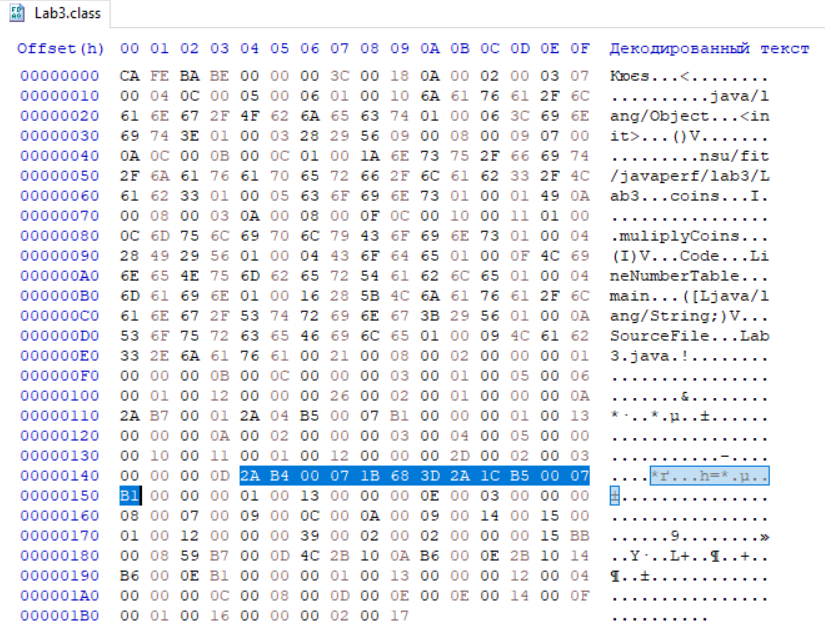 Lab3.class
Offset(h) 00 01 02 03 04 05 06 07 08 09 0A 0B 0C 0D 0E 0F Декодированный текст
00000000 CA FE BA BE 00 00 00 3C 00 18 0A 00 02 00 03 07 Кюєѕ...<........
00000010 00 04 0C 00 05 00 06 01 00 10 6A 61 76 61 2F 6C ..........java/l
00000020 61 6E 67 2F 4F 62 6A 65 63 74 01 00 06 3C 69 6E ang/Object...<in
00000030 69 74 3E 01 00 03 28 29 56 09 00 08 00 09 07 00 it>...()V.......
00000040 0A 0C 00 0B 00 0C 01 00 1A 6E 73 75 2F 66 69 74 .........nsu/fit
00000050 2F 6A 61 76 61 70 65 72 66 2F 6C 61 62 33 2F 4C /javaperf/lab3/L
00000060 61 62 33 01 00 05 63 6F 69 6E 73 01 00 01 49 0A ab3...coins...I.
00000070 00 08 00 03 0A 00 08 00 0F 0C 00 10 00 11 01 00 ................
00000080 0C 6D 75 6C 69 70 6C 79 43 6F 69 6E 73 01 00 04 .muliplyCoins...
00000090 28 49 29 56 01 00 04 43 6F 64 65 01 00 0F 4C 69 (I)V...Code...Li
000000A0 6E 65 4E 75 6D 62 65 72 54 61 62 6C 65 01 00 04 neNumberTable...
000000B0 6D 61 69 6E 01 00 16 28 5B 4C 6A 61 76 61 2F 6C main...([Ljava/l
000000C0 61 6E 67 2F 53 74 72 69 6E 67 3B 29 56 01 00 0A ang/String;)V...
000000D0 53 6F 75 72 63 65 46 69 6C 65 01 00 09 4C 61 62 SourceFile...Lab
000000E0 33 2E 6A 61 76 61 00 21 00 08 00 02 00 00 00 01 3.java.!........
000000F0 00 00 00 0B 00 0C 00 00 00 03 00 01 00 05 00 06 ................
00000100 00 01 00 12 00 00 00 26 00 02 00 01 00 00 00 0A .......&........
00000110 2A B7 00 01 2A 04 B5 00 07 B1 00 00 00 01 00 13 *·..*.µ..±......
00000120 00 00 00 0A 00 02 00 00 00 03 00 04 00 05 00 00 ................
00000130 00 10 00 11 00 01 00 12 00 00 00 2D 00 02 00 03 ...........-....
00000140 00 00 00 0D 2A B4 00 07 1B 68 3D 2A 1C B5 00 07 ....*ґ...h=*.µ..
00000150 B1 00 00 00 01 00 13 00 00 00 0E 00 03 00 00 00 ±...............
00000160 08 00 07 00 09 00 0C 00 0A 00 09 00 14 00 15 00 ................
00000170 01 00 12 00 00 00 39 00 02 00 02 00 00 00 15 BB ......9........»
00000180 00 08 59 B7 00 0D 4C 2B 10 0A B6 00 0E 2B 10 14 ..Y·..L+..¶..+..
00000190 B6 00 0E B1 00 00 00 01 00 13 00 00 00 12 00 04 ¶..±............
000001A0 00 00 00 0C 00 08 00 0D 00 0E 00 0E 00 14 00 0F ................
000001B0 00 01 00 16 00 00 00 02 00 17 ..........